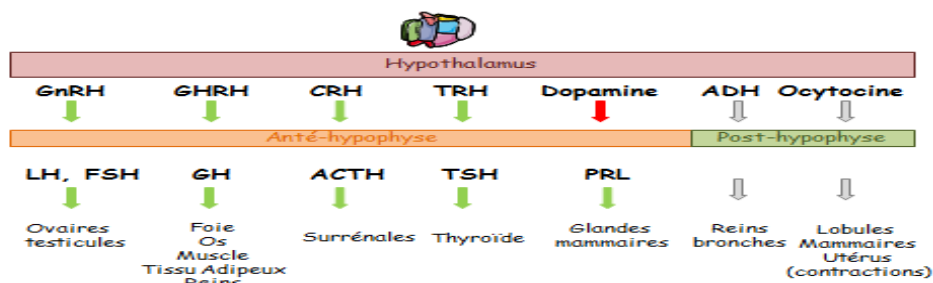 Hypothalamus
GnRH GHRH CRH TRH Dopamine ADH Ocytocine
Anté-hypophyse Post-hypophyse
LH, FSH GH ACTH TSH PRL
Ovaires
testicules
Foie
Os
Muscle
Tissu Adipeux
Reins
Surrénales
Thyroïde
Glandes
mammaires
Reins
bronches
Lobules
Mammaires
Utérus
(contractions)